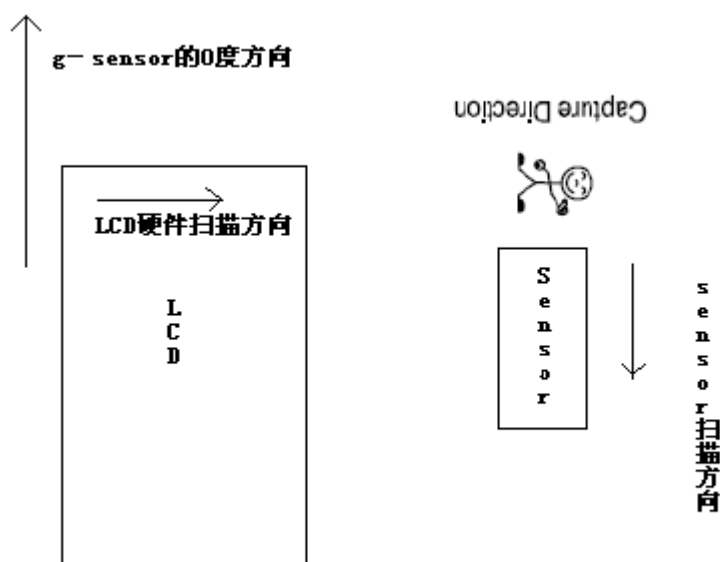 g－sensor的0度方向
Capture Direction
LCD硬件扫描方向
LCD
Sensor
sensor扫描方向